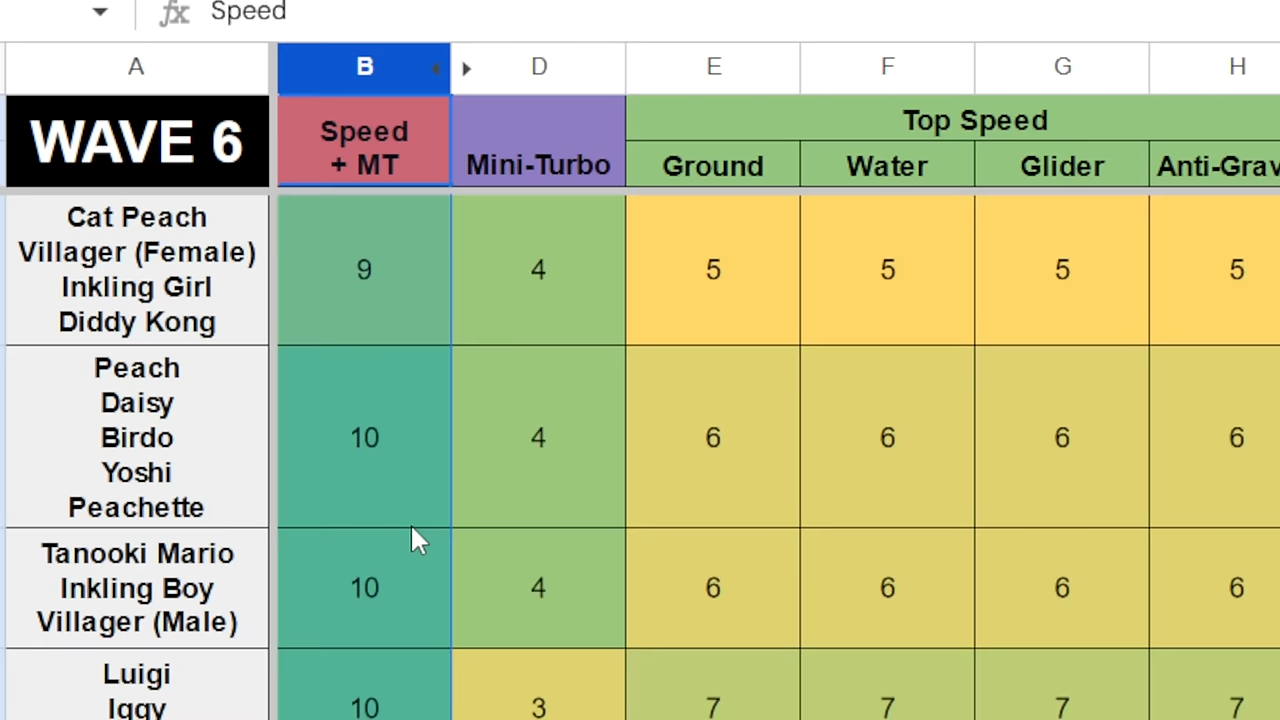 fx Speed
A B D E F G H
WAVE 6
Speed
+ MT
Mini-Turbo
Top Speed
Ground Water Glider Anti-Grav
Cat Peach
Villager (Female)
Inkling Girl
Diddy Kong
9 4 5 5 5 5
Peach
Daisy
Birdo
Yoshi
Peachette
10 4 6 6 6 6
Tanooki Mario
Inkling Boy
Villager (Male)
10 4 6 6 6 6
Luigi
Iggy
10 3 7 7 7 7